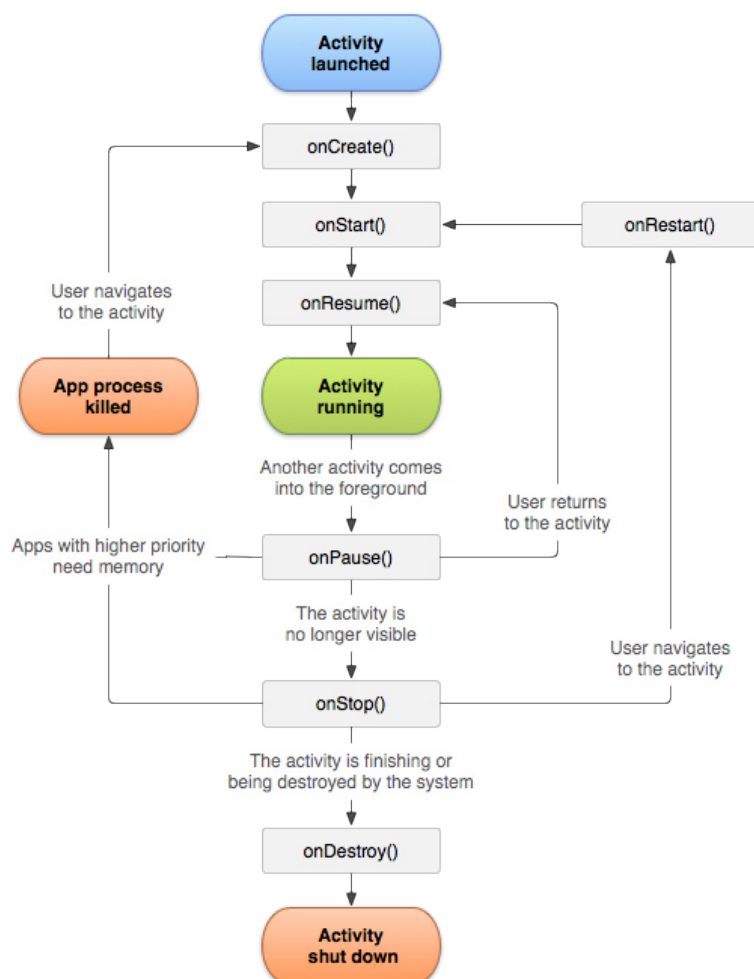 Activity
launched
onCreate()
onStart()
onRestart()
User navigates
to the activity
onResume()
App process
killed
Activity
running
Another activity comes
into the foreground
User returns
to the activity
Apps with higher priority
need memory
onPause()
The activity is
no longer visible
User navigates
to the activity
onStop()
The activity is finishing or
being destroyed by the system
onDestroy()
Activity
shut down